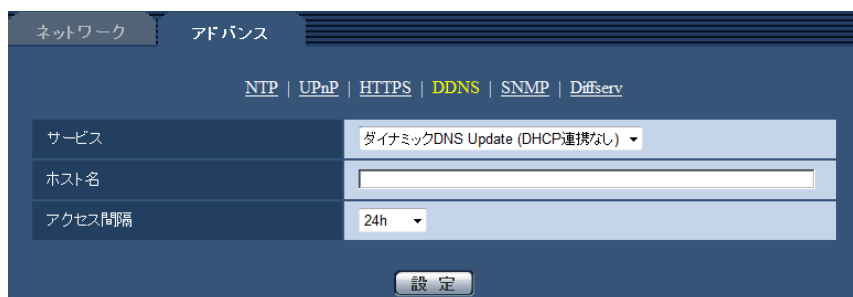 ネットワーク アドバンス
NTP | UPnP | HTTPS | DDNS | SNMP | Diffserv
サービス ダイナミックDNS Update (DHCP連携なし)
ホスト名
アクセス間隔 24h
設 定